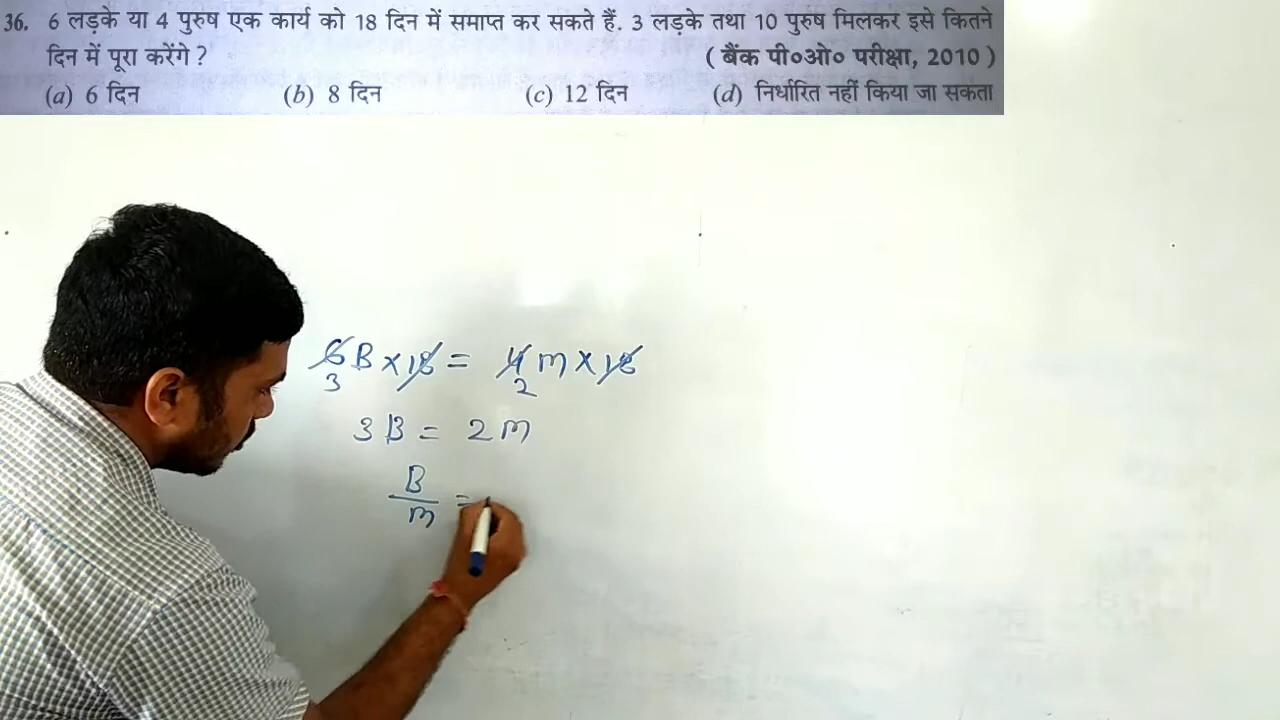 36. 6 लड़के या 4 पुरुष एक कार्य को 18 दिन में समाप्त कर सकते हैं. 3 लड़के तथा 10 पुरुष मिलकर इसे कितने
दिन में पूरा करेंगे ? ( बैंक पी०ओ० परीक्षा, 2010 )
(a) 6 दिन (b) 8 दिन (c) 12 दिन (d) निर्धारित नहीं किया जा सकता
6B × 18 = 4m × 18
3 2
3B = 2m
B
m =